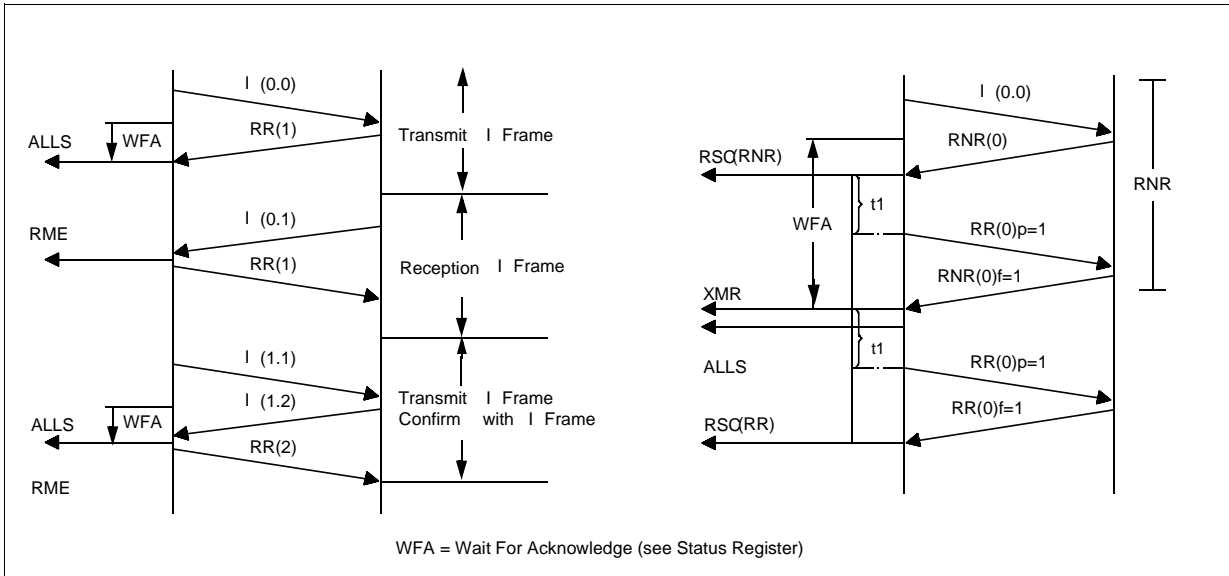 I (0.0)
WFA
RR(1)
ALLS
Transmit I Frame
I (0.1)
RME
RR(1)
Reception I Frame
I (1.1)
I (1.2)
Transmit I Frame
Confirm with I Frame
WFA
ALLS
RR(2)
RME
I (0.0)
RNR(0)
RSC(RNR)
RNR
t1
WFA
RR(0)p=1
RNR(0)f=1
XMR
t1
RR(0)p=1
ALLS
RR(0)f=1
RSC(RR)
WFA = Wait For Acknowledge (see Status Register)